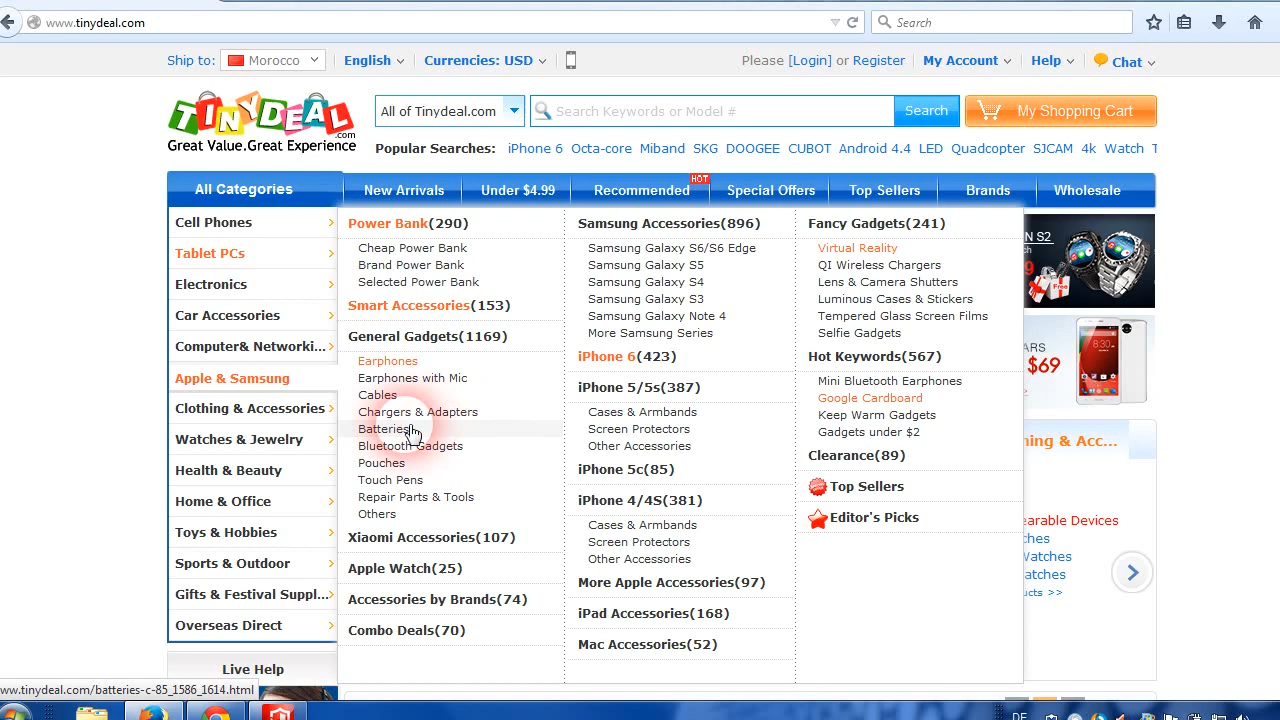 www.tinydeal.com
Search
Ship to: Morocco English Currencies: USD Please [Login] or Register My Account Help Chat
TINYDEAL
.com
Great Value.Great Experience
All of Tinydeal.com Search Keywords or Model # Search My Shopping Cart
Popular Searches: iPhone 6 Octa-core Miband SKG DOOGEE CUBOT Android 4.4 LED Quadcopter SJCAM 4k Watch T
HOT
All Categories New Arrivals Under $4.99 Recommended Special Offers Top Sellers Brands Wholesale
Cell Phones
Tablet PCs
Electronics
Car Accessories
Computer& Networki...
Apple & Samsung
Clothing & Accessories
Watches & Jewelry
Health & Beauty
Home & Office
Toys & Hobbies
Sports & Outdoor
Gifts & Festival Suppl...
Overseas Direct
Live Help
Power Bank(290)
Cheap Power Bank
Brand Power Bank
Selected Power Bank
Smart Accessories(153)
General Gadgets(1169)
Earphones
Earphones with Mic
Cables
Chargers & Adapters
Batteries
Bluetooth Gadgets
Pouches
Touch Pens
Repair Parts & Tools
Others
Xiaomi Accessories(107)
Apple Watch(25)
Accessories by Brands(74)
Combo Deals(70)
Samsung Accessories(896)
Samsung Galaxy S6/S6 Edge
Samsung Galaxy S5
Samsung Galaxy S4
Samsung Galaxy S3
Samsung Galaxy Note 4
More Samsung Series
iPhone 6(423)
iPhone 5/5s(387)
Cases & Armbands
Screen Protectors
Other Accessories
iPhone 5c(85)
iPhone 4/4S(381)
Cases & Armbands
Screen Protectors
Other Accessories
More Apple Accessories(97)
iPad Accessories(168)
Mac Accessories(52)
Fancy Gadgets(241)
Virtual Reality
QI Wireless Chargers
Lens & Camera Shutters
Luminous Cases & Stickers
Tempered Glass Screen Films
Selfie Gadgets
Hot Keywords(567)
Mini Bluetooth Earphones
Google Cardboard
Keep Warm Gadgets
Gadgets under $2
Clearance(89)
Top Sellers
Editor's Picks
N S2
9
Free
ARS
$69
8:30
ing & Acc...
earable Devices
ches
Watches
atches
ucts >>
www.tinydeal.com/batteries-c-85_1586_1614.html
DE